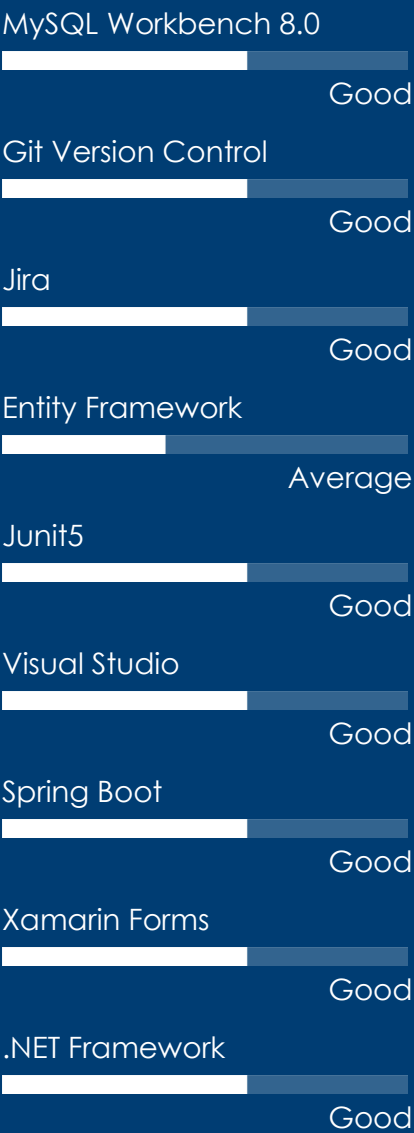 MySQL Workbench 8.0
Good
Git Version Control
Good
Jira
Good
Entity Framework
Average
Junit5
Good
Visual Studio
Good
Spring Boot
Good
Xamarin Forms
Good
.NET Framework
Good